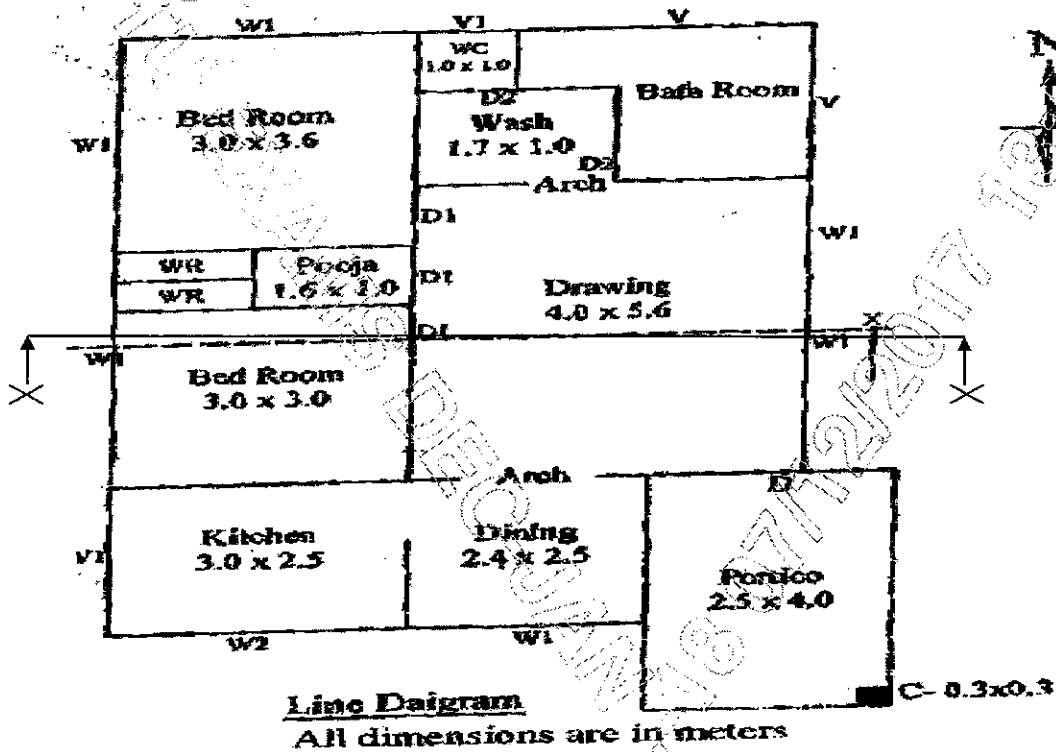 W1
V1
V
WC
1.0 x 1.0
N
D2
Bath Room
V
Bed Room
3.0 x 3.6
W1
Wash
1.7 x 1.0
D2
Arch
D1
W1
WR
Pooja
1.6 x 1.0
D1
WR
Drawing
4.0 x 5.6
D1
X
W1
W1
X
X
Bed Room
3.0 x 3.0
Arch
D
Kitchen
3.0 x 2.5
Dining
2.4 x 2.5
V1
Portico
2.5 x 4.0
W2
W1
C- 0.3x0.3
Line Daigram
All dimensions are in meters